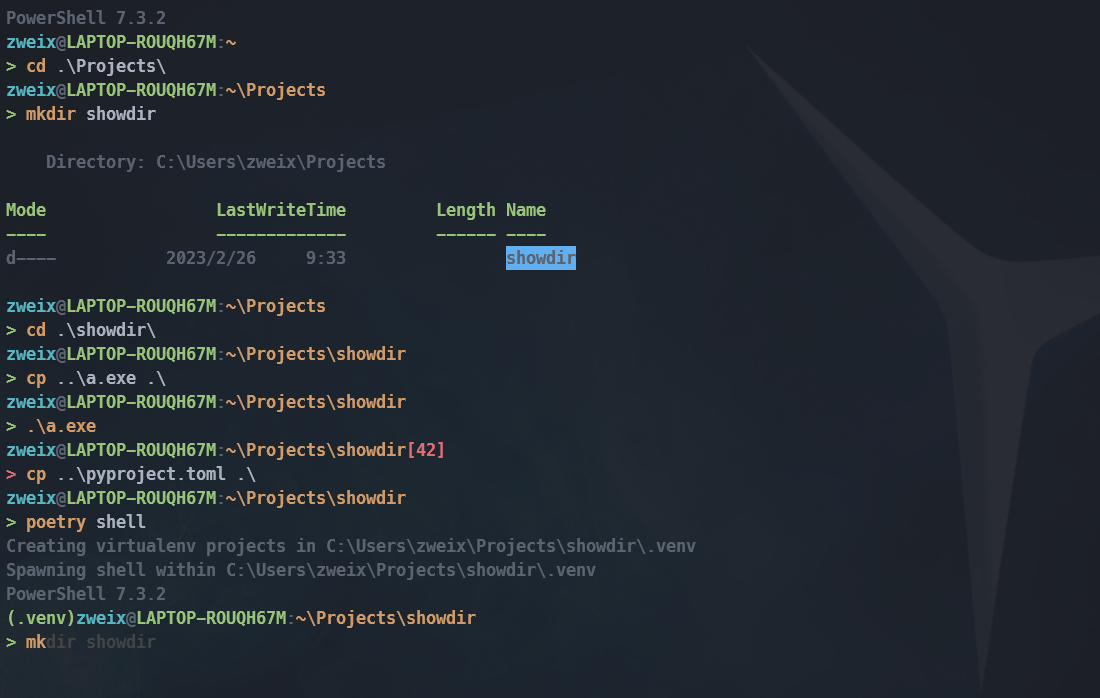 PowerShell 7.3.2
zweix@LAPTOP-ROUQH67M:~
> cd .\Projects\
zweix@LAPTOP-ROUQH67M:~\Projects
> mkdir showdir
    Directory: C:\Users\zweix\Projects
Mode                 LastWriteTime         Length Name
----                 -------------         ------ ----
d----           2023/2/26     9:33                showdir
zweix@LAPTOP-ROUQH67M:~\Projects
> cd .\showdir\
zweix@LAPTOP-ROUQH67M:~\Projects\showdir
> cp ..\a.exe .\
zweix@LAPTOP-ROUQH67M:~\Projects\showdir
> .\a.exe
zweix@LAPTOP-ROUQH67M:~\Projects\showdir[42]
> cp ..\pyproject.toml .\
zweix@LAPTOP-ROUQH67M:~\Projects\showdir
> poetry shell
Creating virtualenv projects in C:\Users\zweix\Projects\showdir\.venv
Spawning shell within C:\Users\zweix\Projects\showdir\.venv
PowerShell 7.3.2
(.venv)zweix@LAPTOP-ROUQH67M:~\Projects\showdir
> mkdir showdir